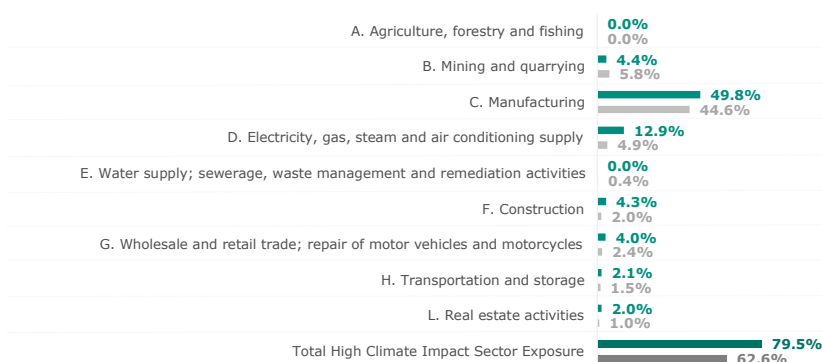 A. Agriculture, forestry and fishing 0.0%
0.0%
B. Mining and quarrying 4.4%
5.8%
C. Manufacturing 49.8%
44.6%
D. Electricity, gas, steam and air conditioning supply 12.9%
4.9%
E. Water supply; sewerage, waste management and remediation activities 0.0%
0.4%
F. Construction 4.3%
2.0%
G. Wholesale and retail trade; repair of motor vehicles and motorcycles 4.0%
2.4%
H. Transportation and storage 2.1%
1.5%
L. Real estate activities 2.0%
1.0%
Total High Climate Impact Sector Exposure 79.5%
62.6%